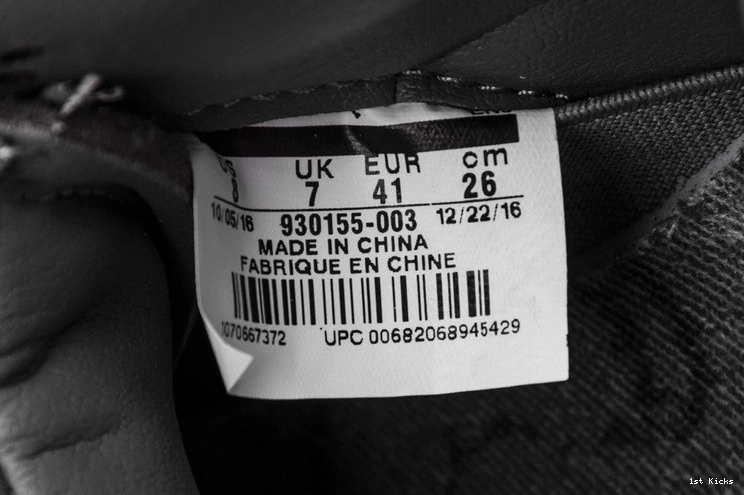 US UK EUR cm
8 7 41 26
10/05/16 930155-003 12/22/16
MADE IN CHINA
FABRIQUE EN CHINE
1070667372 UPC 00682068945429
1st Kicks